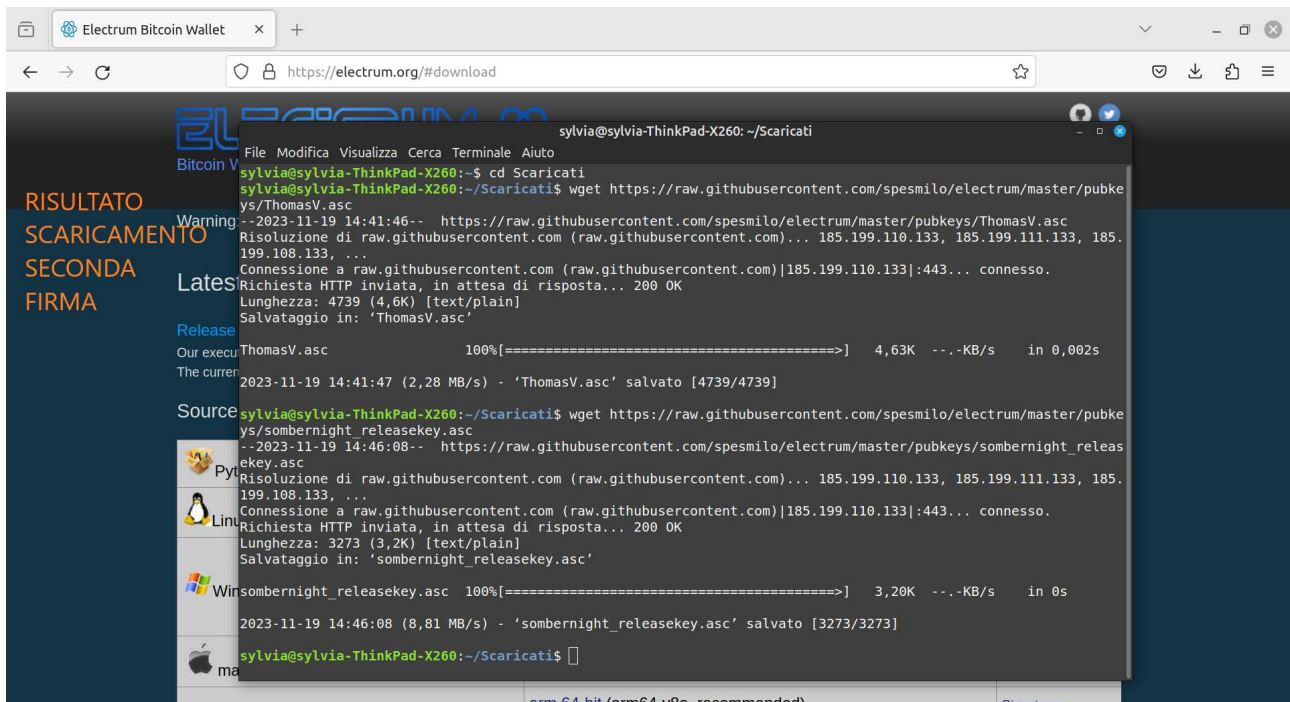 Electrum Bitcoin Wallet
https://electrum.org/#download
ELECTRUM
Bitcoin W
RISULTATO
SCARICAMENTO
SECONDA
FIRMA
Warning:
Latest
Release
Our execu
The curren
Source
Pyt
Linu
Win
ma
sylvia@sylvia-ThinkPad-X260: ~/Scaricati
File Modifica Visualizza Cerca Terminale Aiuto
sylvia@sylvia-ThinkPad-X260:~$ cd Scaricati
sylvia@sylvia-ThinkPad-X260:~/Scaricati$ wget https://raw.githubusercontent.com/spesmilo/electrum/master/pubke
ys/ThomasV.asc
--2023-11-19 14:41:46-- https://raw.githubusercontent.com/spesmilo/electrum/master/pubkeys/ThomasV.asc
Risoluzione di raw.githubusercontent.com (raw.githubusercontent.com)... 185.199.110.133, 185.199.111.133, 185.
199.108.133, ...
Connessione a raw.githubusercontent.com (raw.githubusercontent.com)|185.199.110.133|:443... connesso.
Richiesta HTTP inviata, in attesa di risposta... 200 OK
Lunghezza: 4739 (4,6K) [text/plain]
Salvataggio in: ‘ThomasV.asc’
ThomasV.asc 100%[=========================================>] 4,63K --.-KB/s in 0,002s
2023-11-19 14:41:47 (2,28 MB/s) - ‘ThomasV.asc’ salvato [4739/4739]
sylvia@sylvia-ThinkPad-X260:~/Scaricati$ wget https://raw.githubusercontent.com/spesmilo/electrum/master/pubke
ys/sombernight_releasekey.asc
--2023-11-19 14:46:08-- https://raw.githubusercontent.com/spesmilo/electrum/master/pubkeys/sombernight_releas
ekey.asc
Risoluzione di raw.githubusercontent.com (raw.githubusercontent.com)... 185.199.110.133, 185.199.111.133, 185.
199.108.133, ...
Connessione a raw.githubusercontent.com (raw.githubusercontent.com)|185.199.110.133|:443... connesso.
Richiesta HTTP inviata, in attesa di risposta... 200 OK
Lunghezza: 3273 (3,2K) [text/plain]
Salvataggio in: ‘sombernight_releasekey.asc’
sombernight_releasekey.asc 100%[=========================================>] 3,20K --.-KB/s in 0s
2023-11-19 14:46:08 (8,81 MB/s) - ‘sombernight_releasekey.asc’ salvato [3273/3273]
sylvia@sylvia-ThinkPad-X260:~/Scaricati$